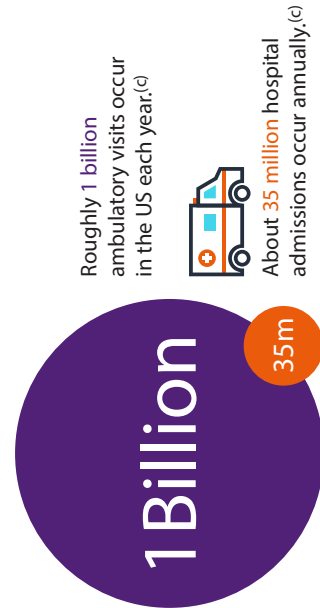 1 Billion
35m
Roughly 1 billion
ambulatory visits occur
in the US each year.(c)
About 35 million hospital
admissions occur annually.(c)